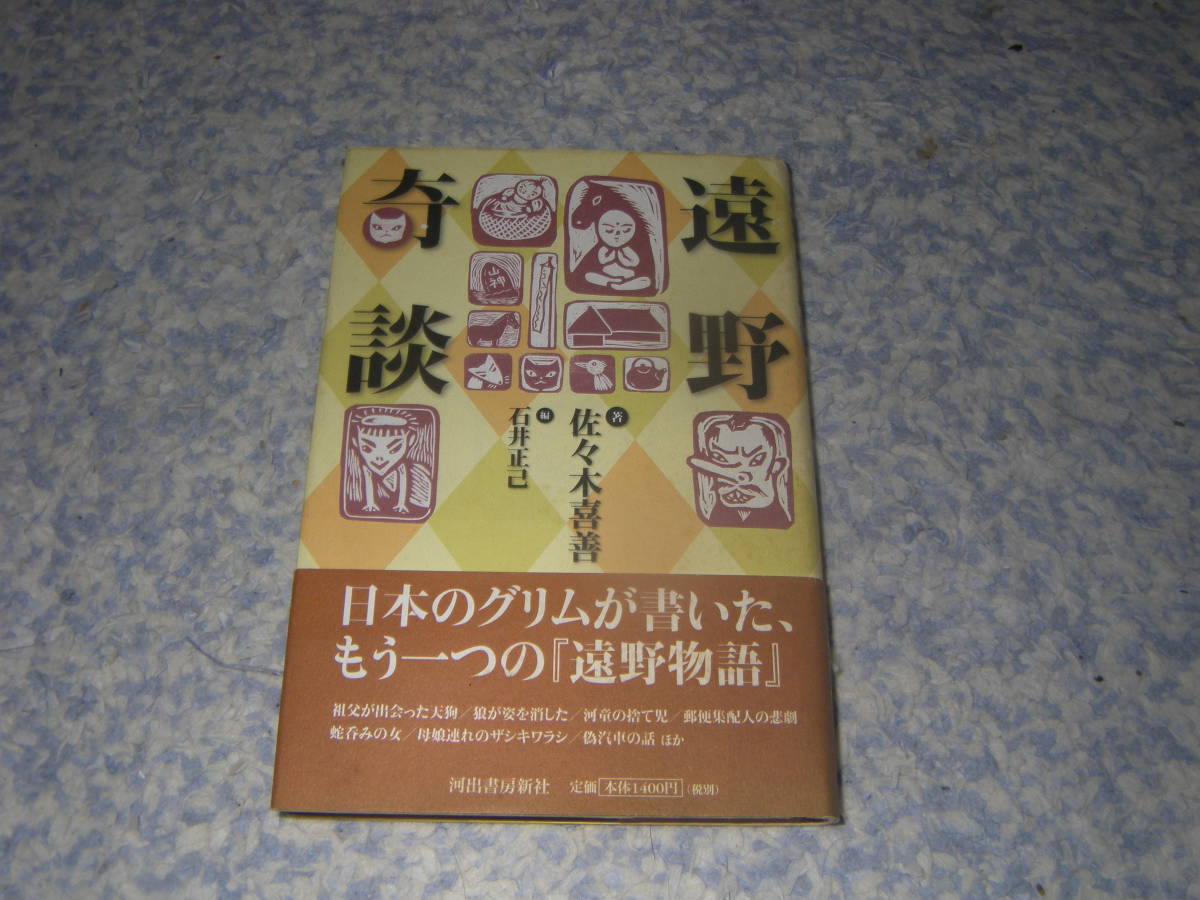 遠野
奇談
山神
著 佐々木喜善
編 石井正己
日本のグリムが書いた、
もう一つの『遠野物語』
祖父が出会った天狗／狼が姿を消した／河童の捨て児／郵便集配人の悲劇
蛇呑みの女／母娘連れのザシキワラシ／偽汽車の話 ほか
河出書房新社 定価 本体1400円 (税別)